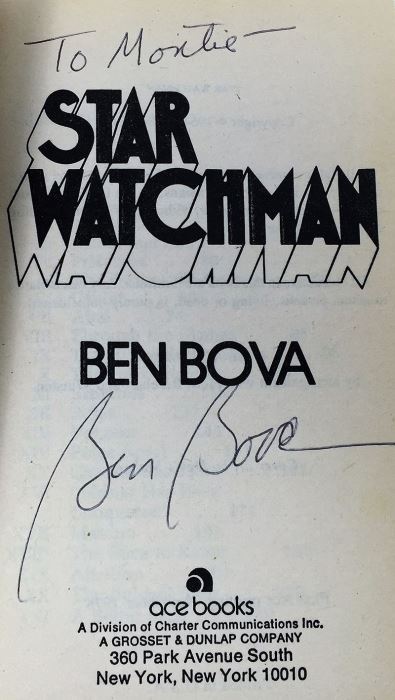 To Montie
STAR
WATCHMAN
BEN BOVA
Ben Bova
ace books
A Division of Charter Communications Inc.
A GROSSET & DUNLAP COMPANY
360 Park Avenue South
New York, New York 10010